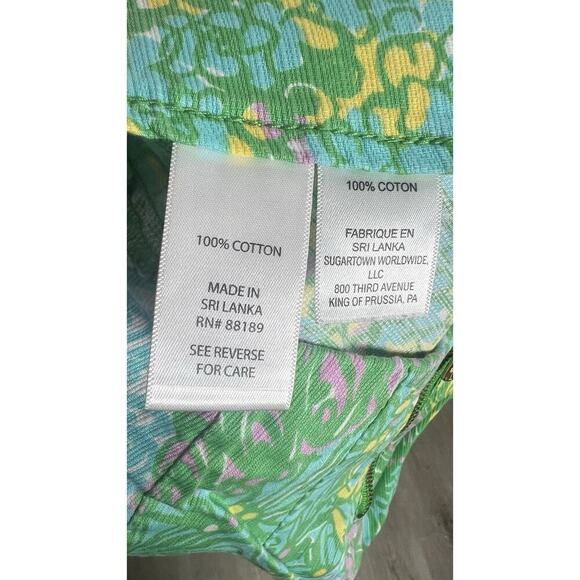 100% COTTON
MADE IN
SRI LANKA
RN# 88189
SEE REVERSE
FOR CARE
100% COTON
FABRIQUE EN
SRI LANKA
SUGARTOWN WORLDWIDE,
LLC
800 THIRD AVENUE
KING OF PRUSSIA, PA